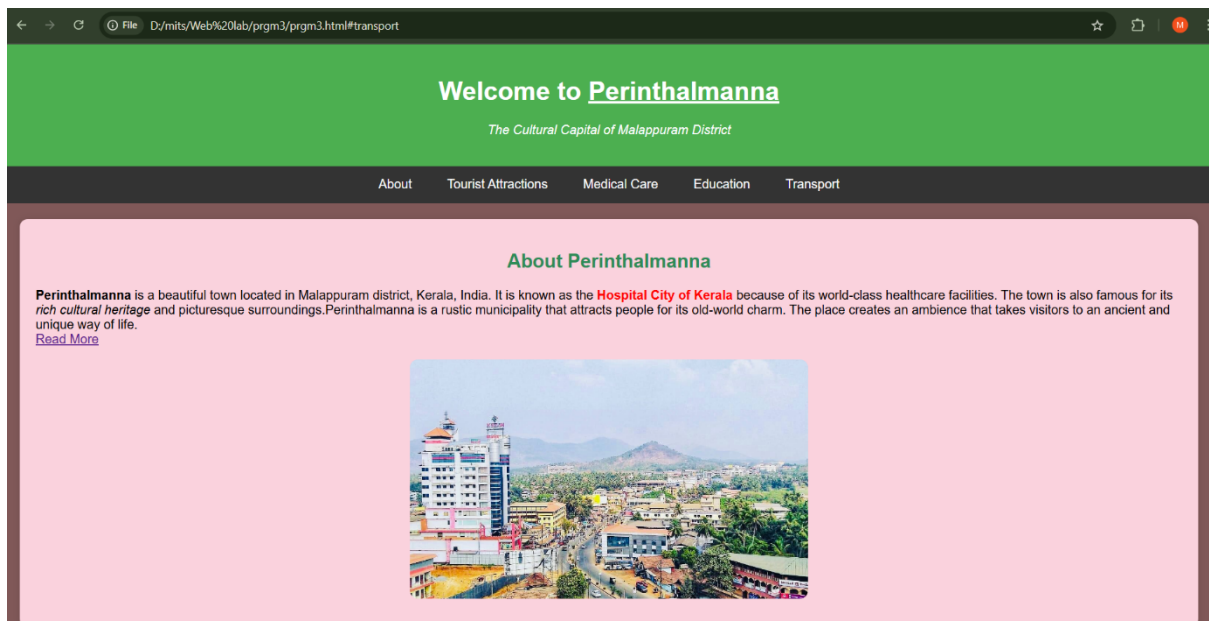 File D:/mits/Web%20lab/prgm3/prgm3.html#transport
M
Welcome to Perinthalmanna
The Cultural Capital of Malappuram District
About Tourist Attractions Medical Care Education Transport
About Perinthalmanna
Perinthalmanna is a beautiful town located in Malappuram district, Kerala, India. It is known as the Hospital City of Kerala because of its world-class healthcare facilities. The town is also famous for its
rich cultural heritage and picturesque surroundings.Perinthalmanna is a rustic municipality that attracts people for its old-world charm. The place creates an ambience that takes visitors to an ancient and
unique way of life.
Read More